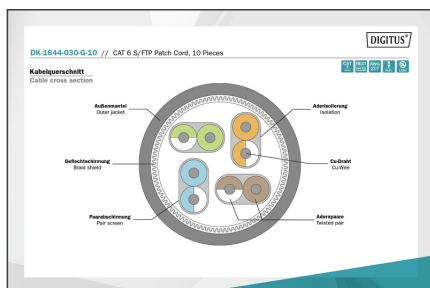 DIGITUS®
DK-1644-030-G-10 // CAT 6 S/FTP Patch Cord, 10 Pieces
Kabelquerschnitt
Cable cross section
Außenmantel
Outer jacket
Aderisolierung
Isolation
Geflechtschirmung
Braid shield
Cu-Draht
Cu-Wire
Paarabschirmung
Pair screen
Adernpaare
Twisted pair